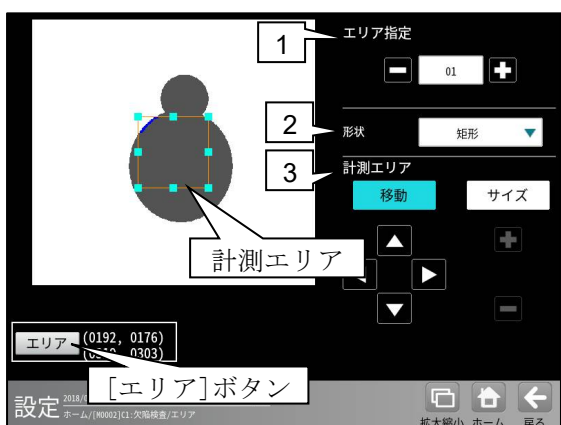 1
エリア指定
01
2
形状
矩形
3
計測エリア
移動
サイズ
計測エリア
エリア
(0192, 0176)
0303)
[エリア]ボタン
設定
ホーム/[M0002]C1:欠陥検査/エリア
拡大縮小
ホーム
戻る